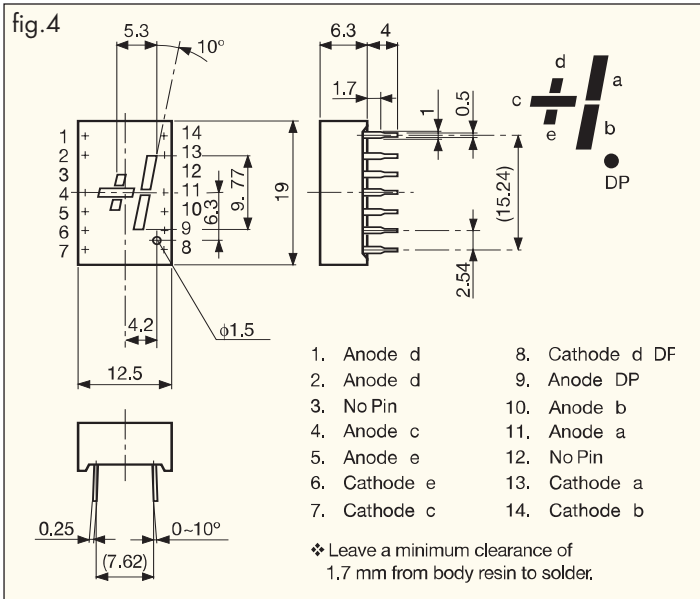 fig.4
5.3
10°
6.3
4
1.7
1
0.5
d
a
c
e
b
DP
1
2
3
4
5
6
7
14
13
12
11
10
9
8
9.77
6.3
19
(15.24)
2.54
4.2
φ1.5
12.5
0.25
0~10°
(7.62)
1. Anode d
2. Anode d
3. No Pin
4. Anode c
5. Anode e
6. Cathode e
7. Cathode c
8. Cathode d DP
9. Anode DP
10. Anode b
11. Anode a
12. No Pin
13. Cathode a
14. Cathode b
❖ Leave a minimum clearance of
1.7 mm from body resin to solder.